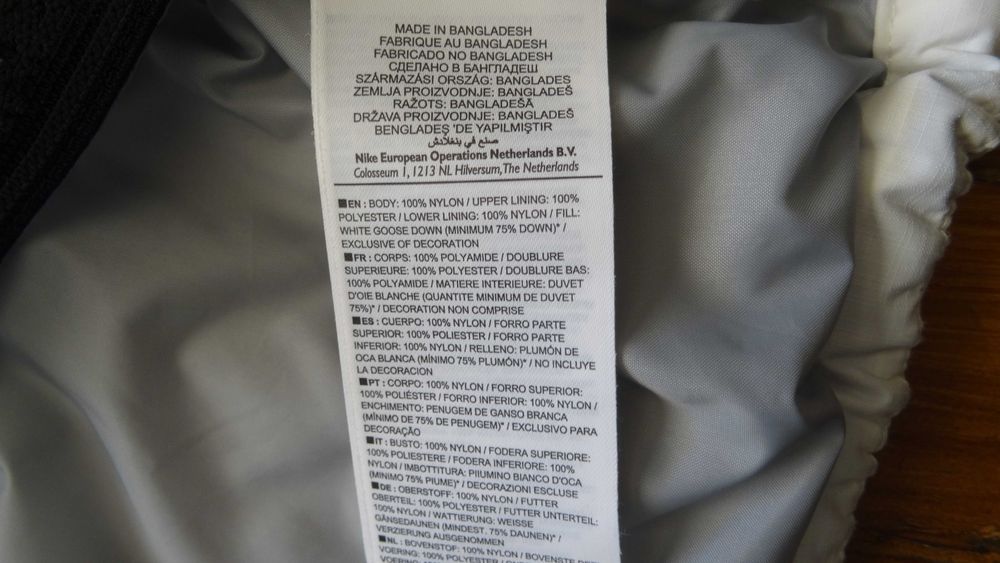 MADE IN BANGLADESH
FABRIQUE AU BANGLADESH
FABRICADO NO BANGLADESH
СДЕЛАНО В БАНГЛАДЕШ
SZÁRMAZÁSI ORSZÁG: BANGLADES
ZEMLJA PROIZVODNJE: BANGLADEŠ
RAŽOTS: BANGLADEŠĀ
DRŽAVA PROIZVODNJE: BANGLADEŠ
BENGLADEŞ 'DE YAPILMIŞTIR
صنع في بنغلادش
Nike European Operations Netherlands B.V.
Colosseum 1, 1213 NL Hilversum, The Netherlands
■EN : BODY: 100% NYLON / UPPER LINING: 100%
POLYESTER / LOWER LINING: 100% NYLON / FILL:
WHITE GOOSE DOWN (MINIMUM 75% DOWN)* /
EXCLUSIVE OF DECORATION
■FR : CORPS: 100% POLYAMIDE / DOUBLURE
SUPERIEURE: 100% POLYESTER / DOUBLURE BAS:
100% POLYAMIDE / MATIERE INTERIEURE: DUVET
D'OIE BLANCHE (QUANTITE MINIMUM DE DUVET
75%)* / DECORATION NON COMPRISE
■ES : CUERPO: 100% NYLON / FORRO PARTE
SUPERIOR: 100% POLIESTER / FORRO PARTE
INFERIOR: 100% NYLON / RELLENO: PLUMÓN DE
OCA BLANCA (MÍNIMO 75% PLUMÓN)* / NO INCLUYE
LA DECORACION
■PT : CORPO: 100% NYLON / FORRO SUPERIOR:
100% POLIÉSTER / FORRO INFERIOR: 100% NYLON /
ENCHIMENTO: PENUGEM DE GANSO BRANCA
(MÍNIMO DE 75% DE PENUGEM)* / EXCLUSIVO PARA
DECORAÇÃO
■IT : BUSTO: 100% NYLON / FODERA SUPERIORE:
100% POLIESTERE / FODERA INFERIORE: 100%
NYLON / IMBOTTITURA: PIIUMINO BIANCO D'OCA
(MINIMO 75% PIUME)* / DECORAZIONI ESCLUSE
■DE : OBERSTOFF: 100% NYLON / FUTTER
OBERTEIL: 100% POLYESTER / FUTTER UNTERTEIL:
100% NYLON / WATTIERUNG: WEISSE
GÄNSEDAUNEN (MINDEST. 75% DAUNEN)* /
VERZIERUNG AUSGENOMMEN
■NL : BOVENSTOF: 100% NYLON / BOVENSTE
VOERING: 100% POLYESTER